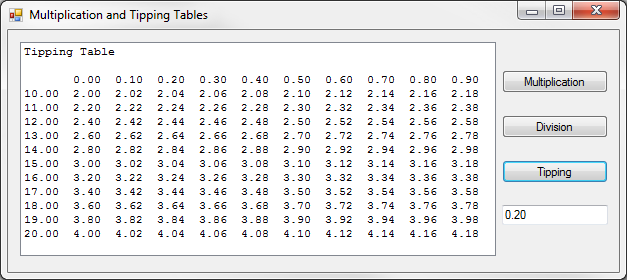 Multiplication and Tipping Tables
Tipping Table
0.00 0.10 0.20 0.30 0.40 0.50 0.60 0.70 0.80 0.90
10.00 2.00 2.02 2.04 2.06 2.08 2.10 2.12 2.14 2.16 2.18
11.00 2.20 2.22 2.24 2.26 2.28 2.30 2.32 2.34 2.36 2.38
12.00 2.40 2.42 2.44 2.46 2.48 2.50 2.52 2.54 2.56 2.58
13.00 2.60 2.62 2.64 2.66 2.68 2.70 2.72 2.74 2.76 2.78
14.00 2.80 2.82 2.84 2.86 2.88 2.90 2.92 2.94 2.96 2.98
15.00 3.00 3.02 3.04 3.06 3.08 3.10 3.12 3.14 3.16 3.18
16.00 3.20 3.22 3.24 3.26 3.28 3.30 3.32 3.34 3.36 3.38
17.00 3.40 3.42 3.44 3.46 3.48 3.50 3.52 3.54 3.56 3.58
18.00 3.60 3.62 3.64 3.66 3.68 3.70 3.72 3.74 3.76 3.78
19.00 3.80 3.82 3.84 3.86 3.88 3.90 3.92 3.94 3.96 3.98
20.00 4.00 4.02 4.04 4.06 4.08 4.10 4.12 4.14 4.16 4.18
Multiplication
Division
Tipping
0.20